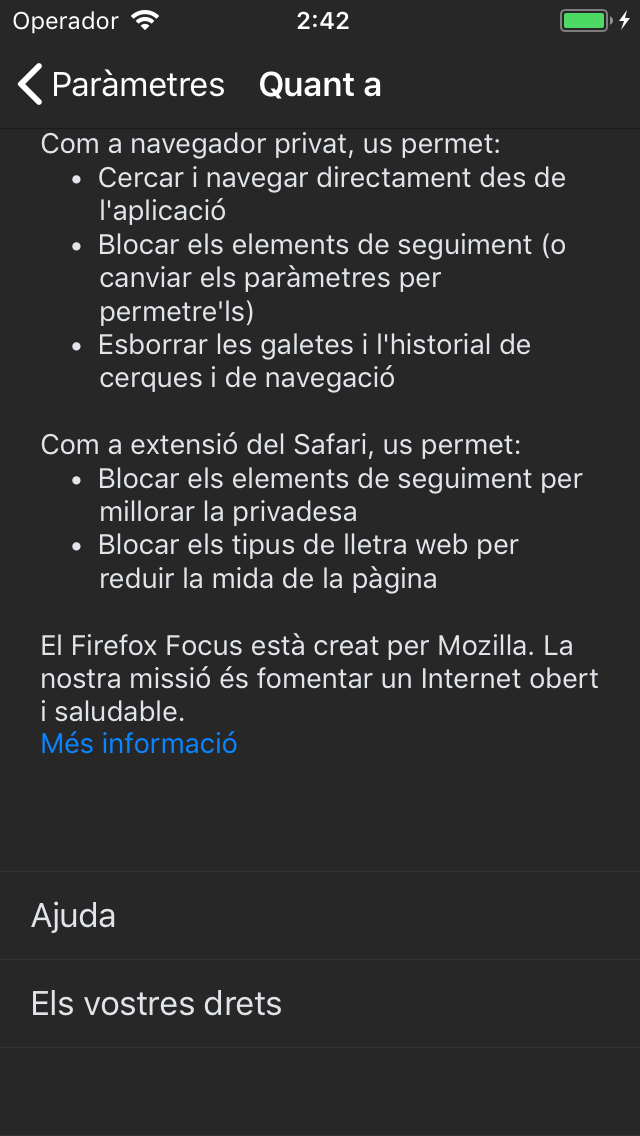 Operador 2:42
Paràmetres Quant a
Com a navegador privat, us permet:
• Cercar i navegar directament des de
l'aplicació
• Blocar els elements de seguiment (o
canviar els paràmetres per
permetre'ls)
• Esborrar les galetes i l'historial de
cerques i de navegació
Com a extensió del Safari, us permet:
• Blocar els elements de seguiment per
millorar la privadesa
• Blocar els tipus de lletra web per
reduir la mida de la pàgina
El Firefox Focus està creat per Mozilla. La
nostra missió és fomentar un Internet obert
i saludable.
Més informació
Ajuda
Els vostres drets